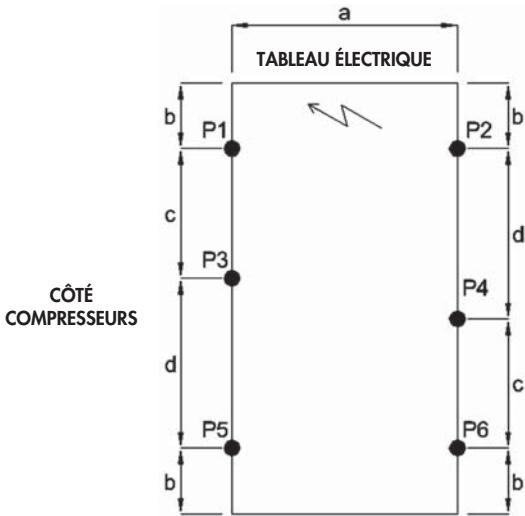 a
TABLEAU ÉLECTRIQUE
b
b
P1
P2
c
d
P3
P4
CÔTÉ
COMPRESSEURS
d
c
P5
P6
b
b